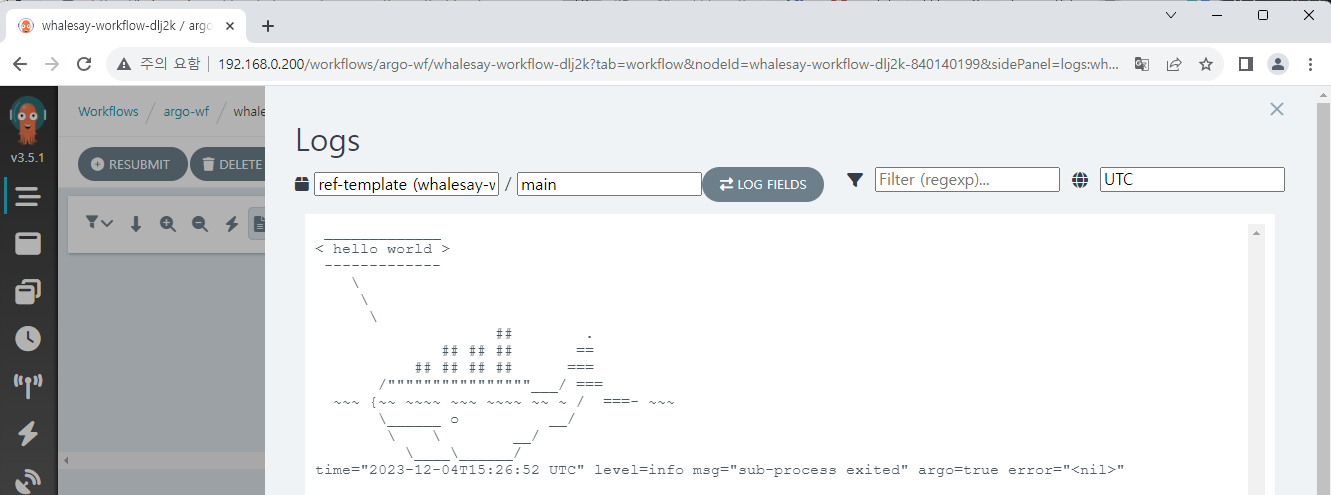 whalesay-workflow-dlj2k / argo
주의 요함 192.168.0.200/workflows/argo-wf/whalesay-workflow-dlj2k?tab=workflow&nodeId=whalesay-workflow-dlj2k-840140199&sidePanel=logs:wh...
v3.5.1
Workflows / argo-wf / whale
RESUBMIT DELETE
Logs
ref-template (whalesay-w / main LOG FIELDS Filter (regexp)... UTC
 _____________
< hello world >
 -------------
    \
     \
      \
                    ##        .
              ## ## ##       ==
           ## ## ## ##      ===
       /""""""""""""""""___/ ===
  ~~~ {~~ ~~~~ ~~~ ~~~~ ~~ ~ /  ===- ~~~
       \______ o          __/
        \    \        __/
          \____\______/
time="2023-12-04T15:26:52 UTC" level=info msg="sub-process exited" argo=true error="<nil>"